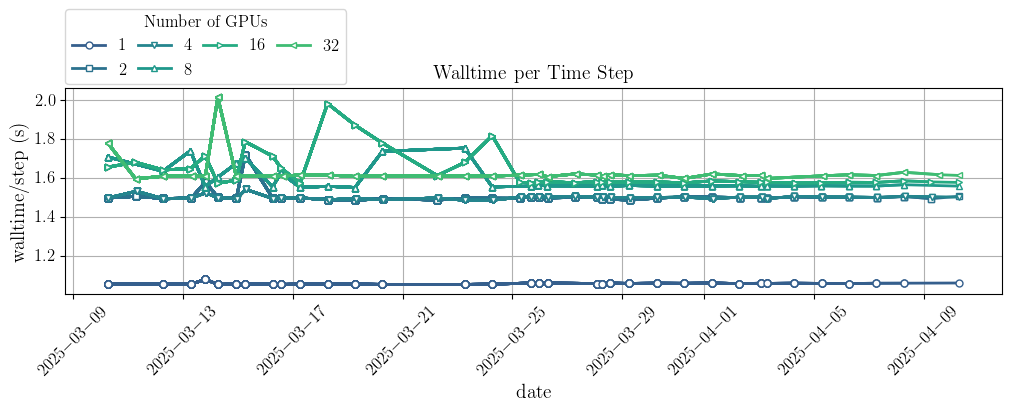 Number of GPUs
1 4 16 32
2 8
Walltime per Time Step
walltime/step (s)
2.0
1.8
1.6
1.4
1.2
2025−03−09 2025−03−13 2025−03−17 2025−03−21 2025−03−25 2025−03−29 2025−04−01 2025−04−05 2025−04−09
date